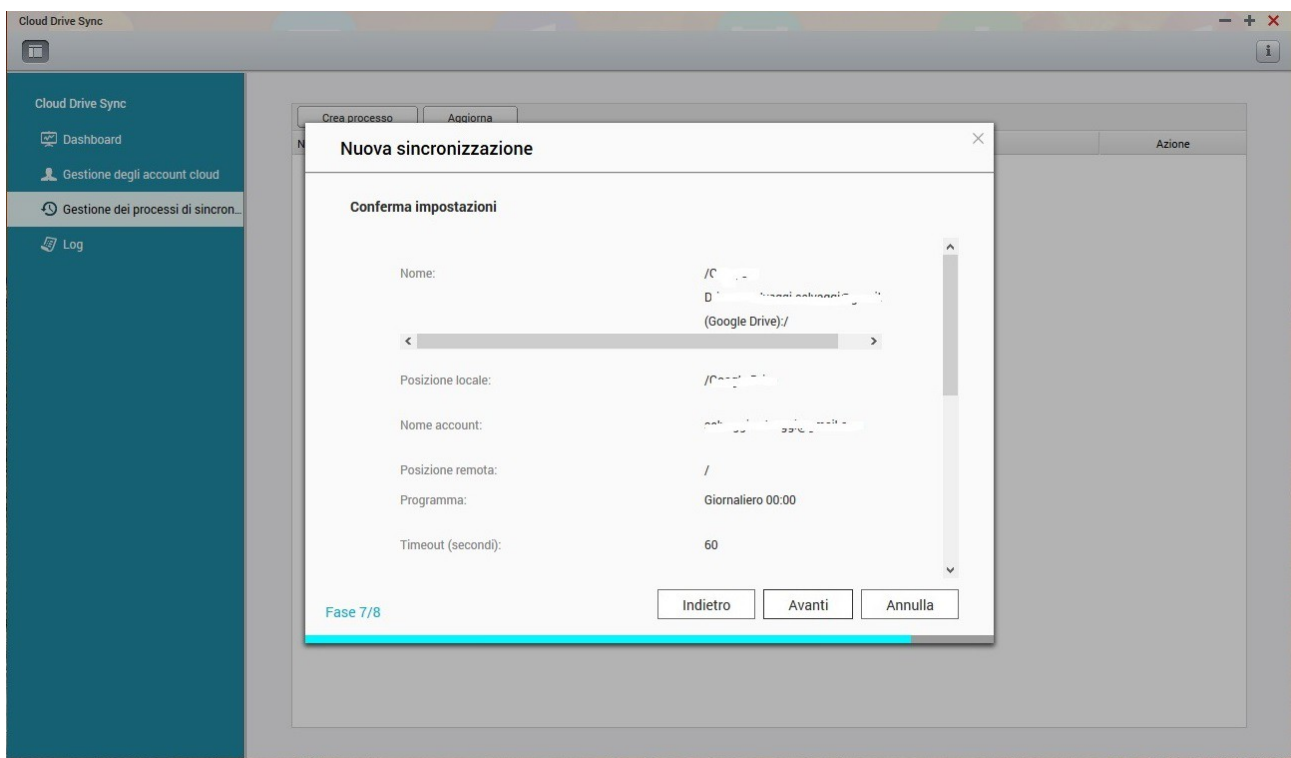 Cloud Drive Sync
Cloud Drive Sync
Dashboard
Gestione degli account cloud
Gestione dei processi di sincron...
Log
Crea processo Aggiorna
N Azione
Nuova sincronizzazione
Conferma impostazioni
Nome:
(Google Drive):/
Posizione locale:
Nome account:
Posizione remota: /
Programma: Giornaliero 00:00
Timeout (secondi): 60
Fase 7/8
Indietro Avanti Annulla